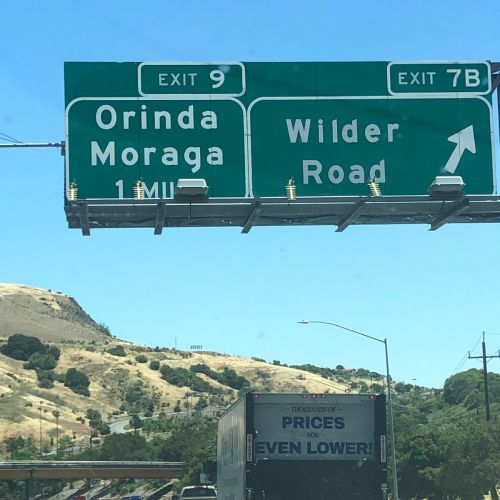 EXIT 9
Orinda
Moraga
1 MILE
EXIT 7B
Wilder
Road
THOUSANDS OF
PRICES
NOW
EVEN LOWER!